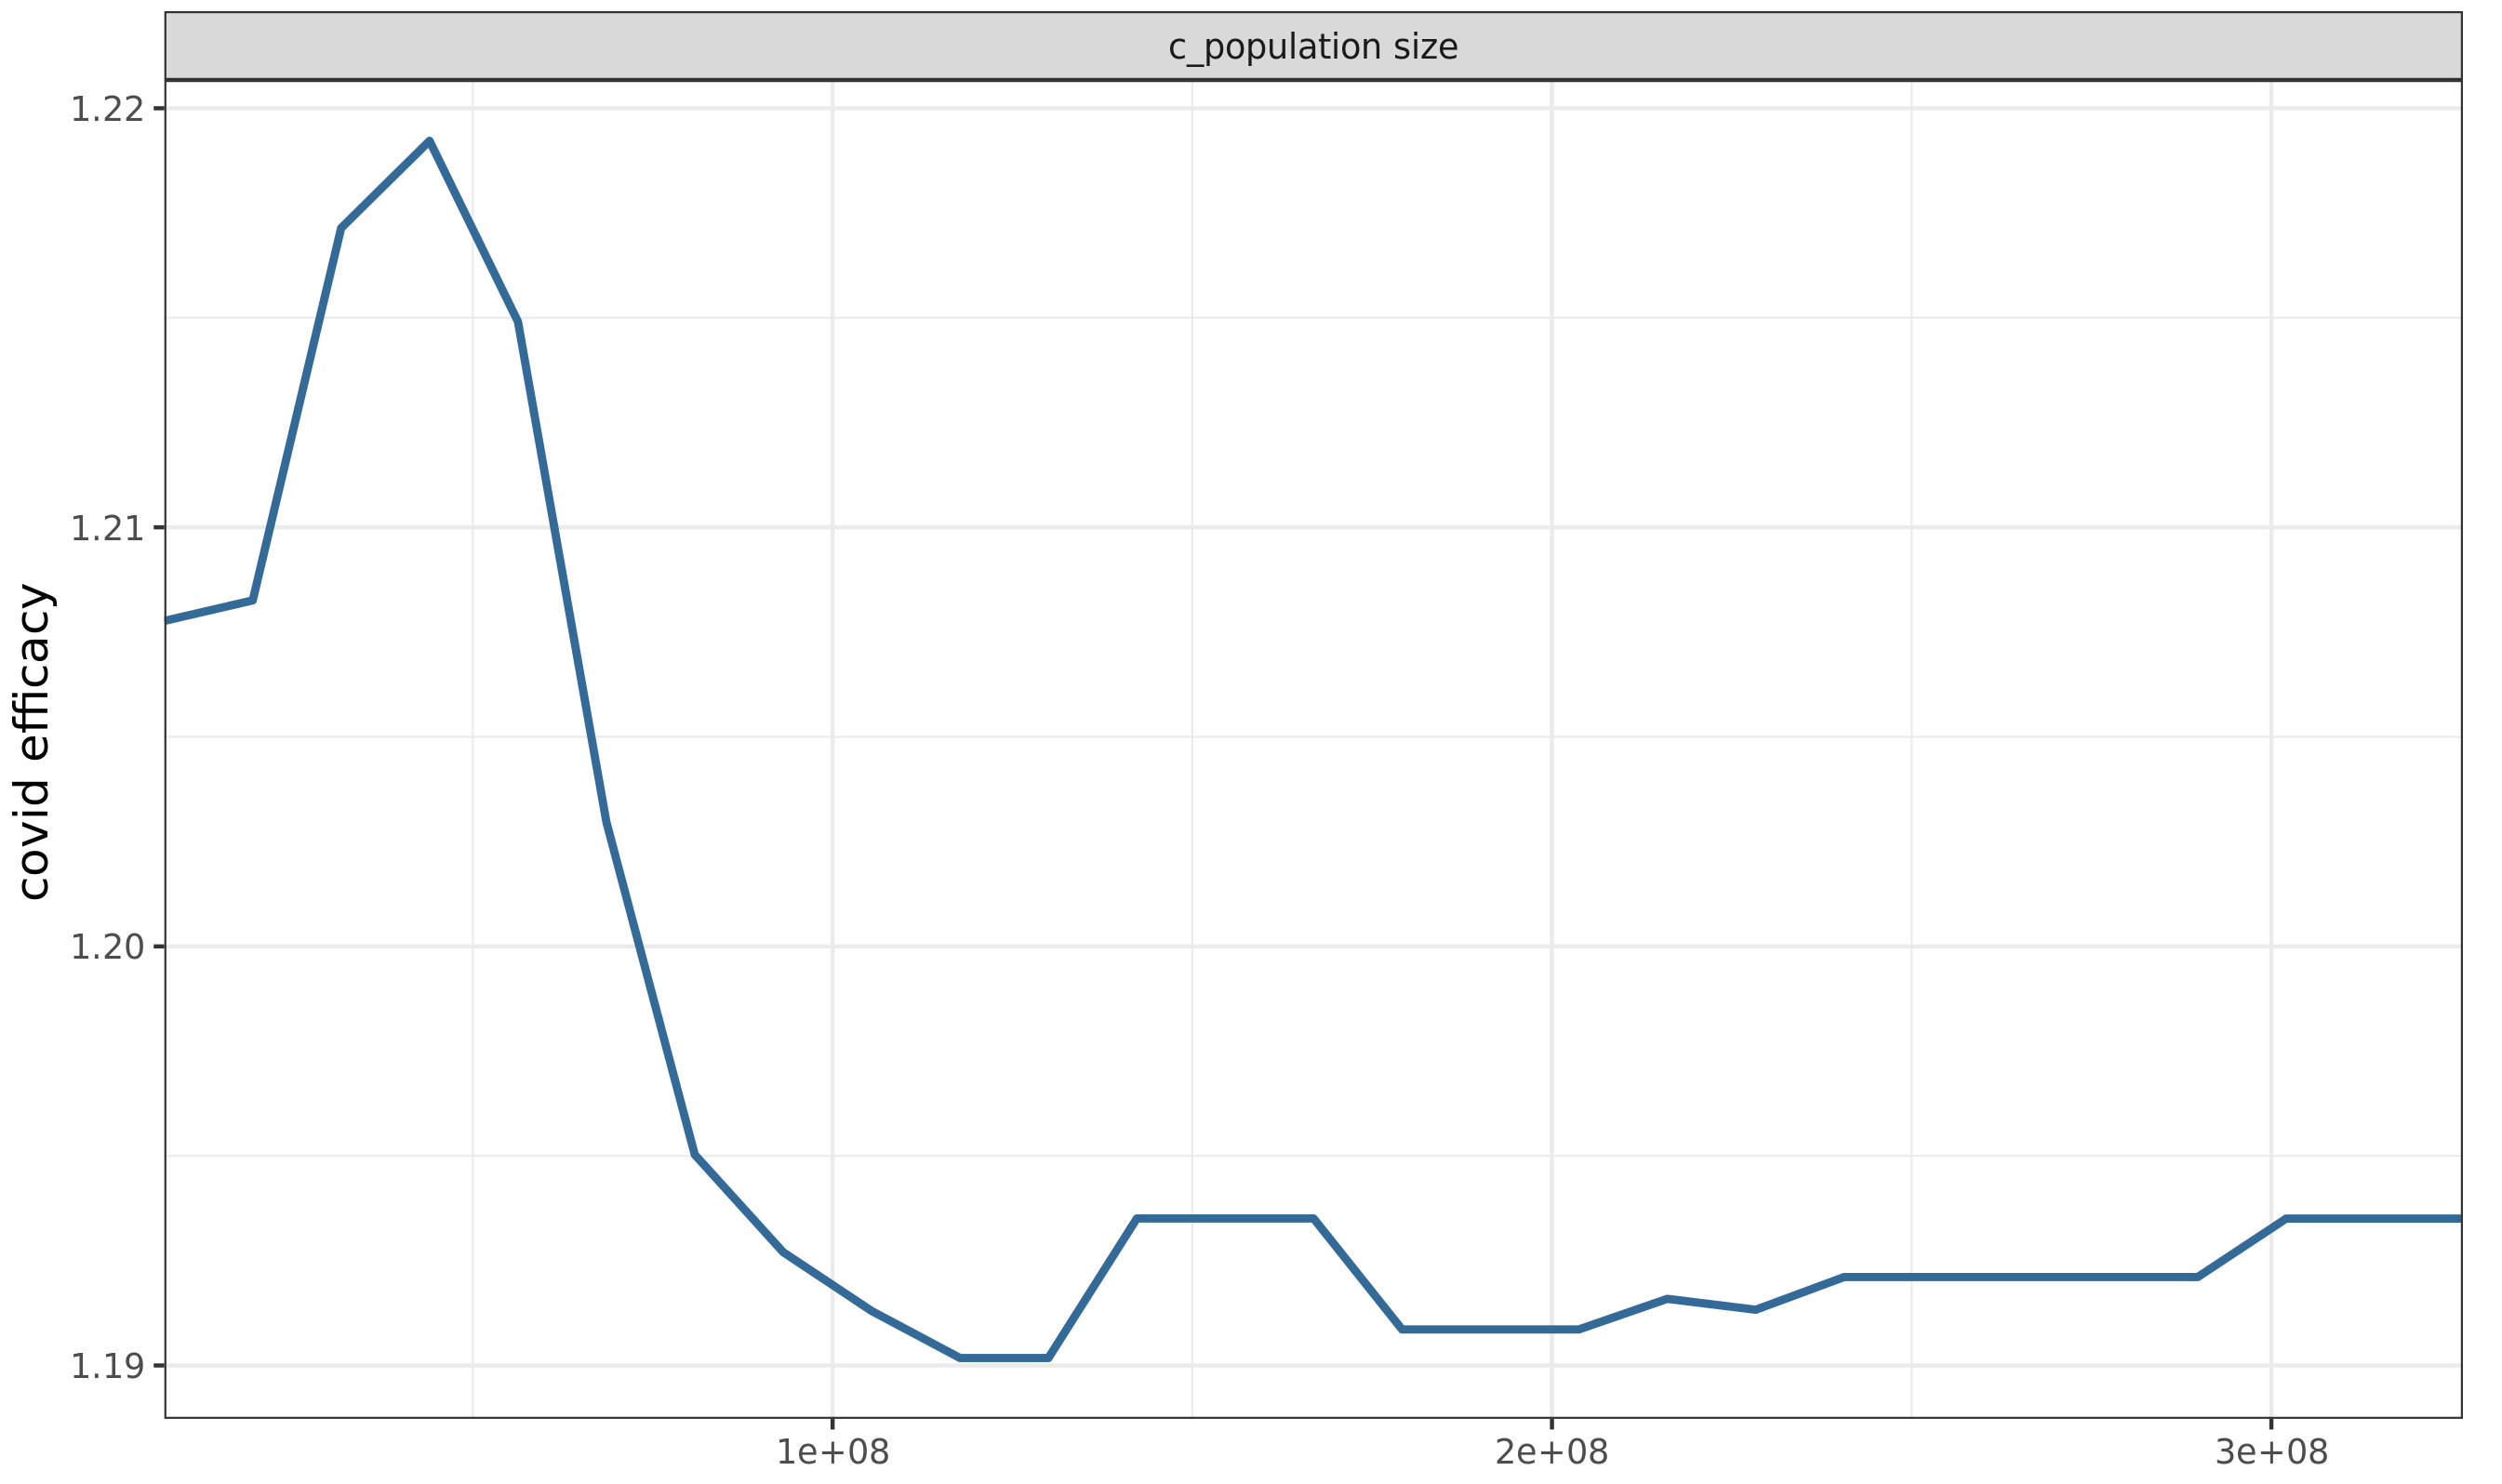 c_population size
1.22
1.21
1.20
1.19
covid efficacy
1e+08
2e+08
3e+08